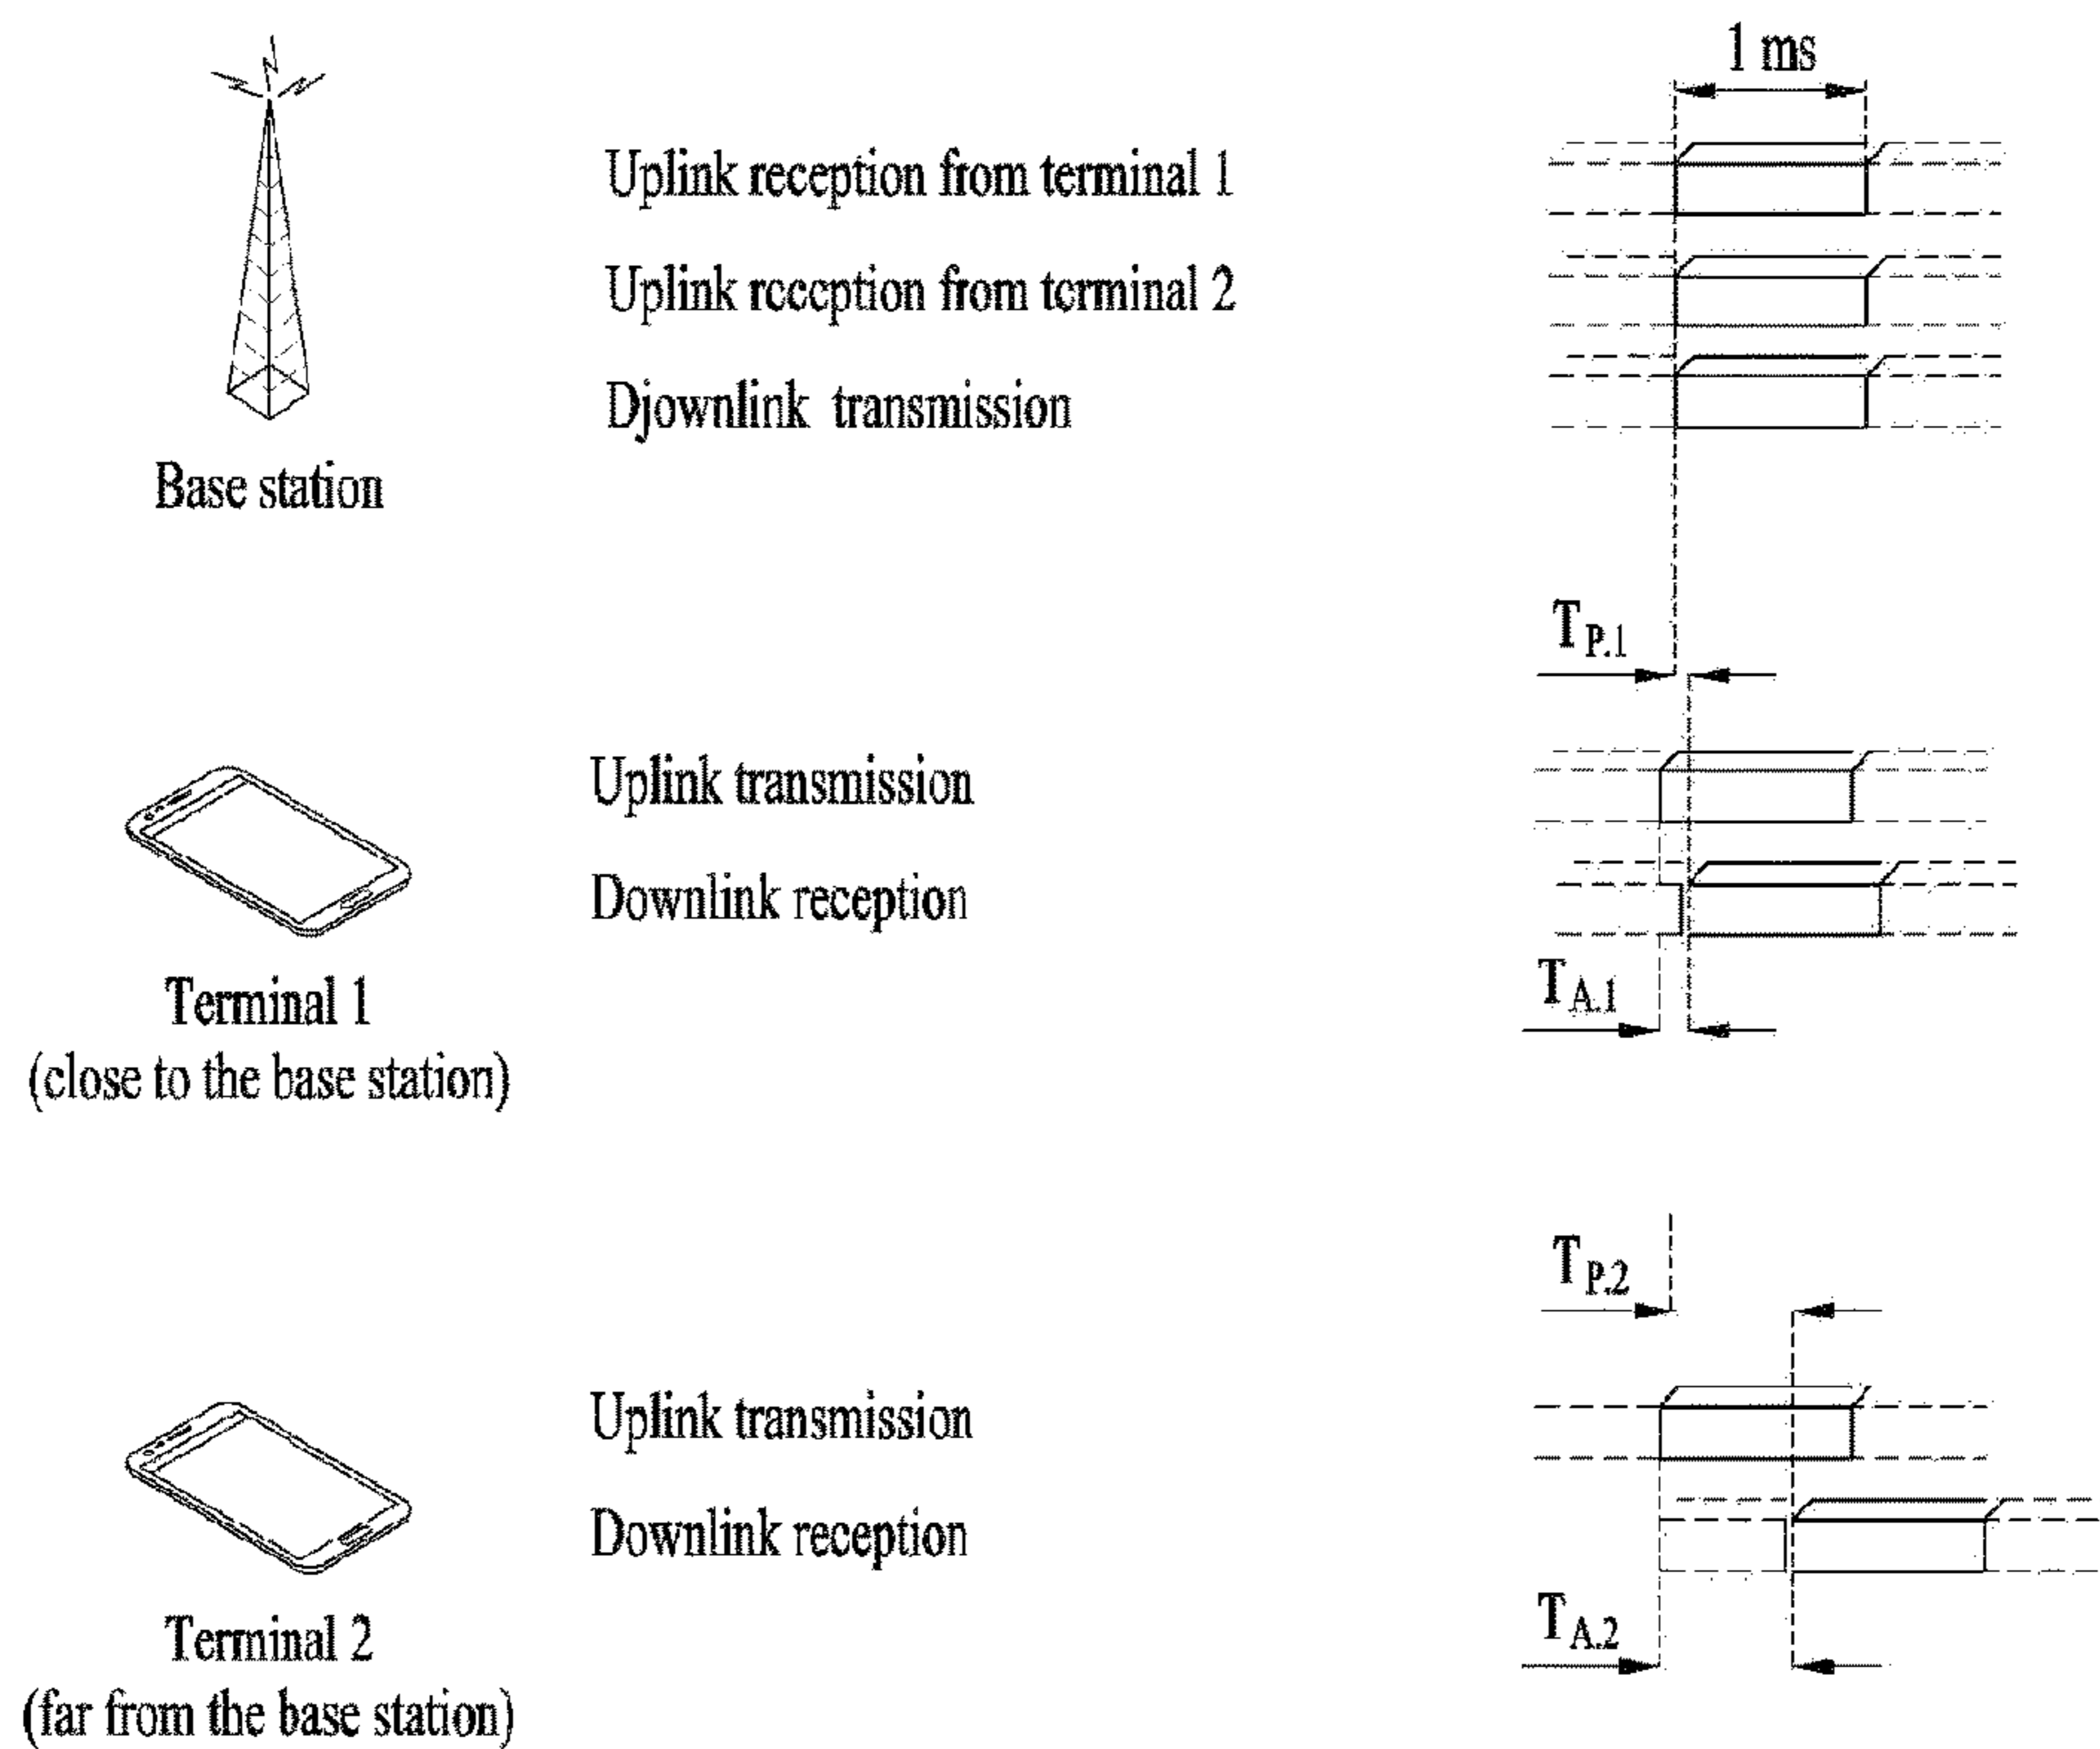 1 ms
Uplink reception from terminal 1
Uplink reception from terminal 2
Djownlink transmission
Base station
TP.1
Uplink transmission
Downlink reception
TA.1
Terminal 1
(close to the base station)
TP.2
Uplink transmission
Downlink reception
TA.2
Terminal 2
(far from the base station)